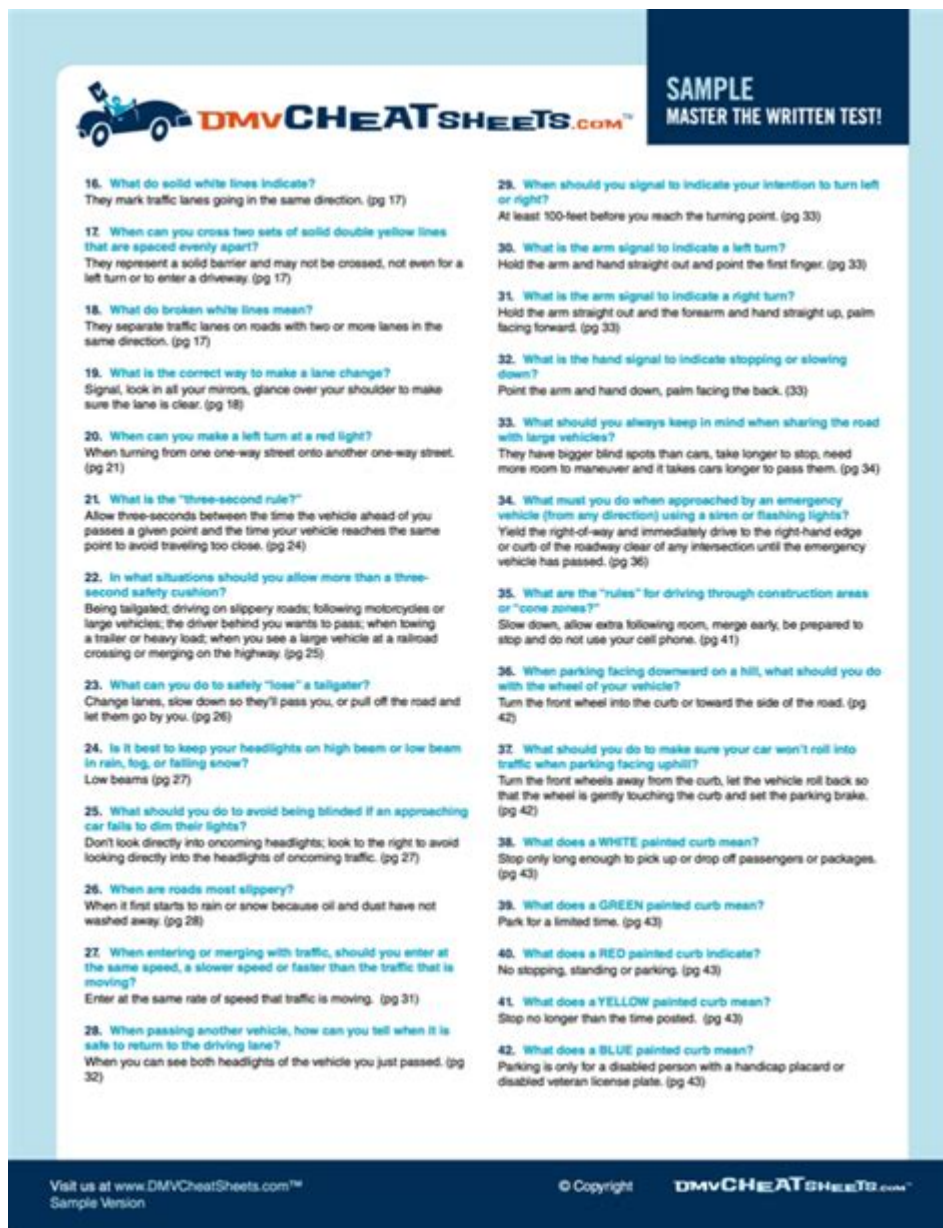 DMVCHEATSHEETS.COM™
SAMPLE
MASTER THE WRITTEN TEST!
16. What do solid white lines indicate?
They mark traffic lanes going in the same direction. (pg 17)
17. When can you cross two sets of solid double yellow lines
that are spaced evenly apart?
They represent a solid barrier and may not be crossed, not even for a
left turn or to enter a driveway. (pg 17)
18. What do broken white lines mean?
They separate traffic lanes on roads with two or more lanes in the
same direction. (pg 17)
19. What is the correct way to make a lane change?
Signal, look in all your mirrors, glance over your shoulder to make
sure the lane is clear. (pg 18)
20. When can you make a left turn at a red light?
When turning from one one-way street onto another one-way street.
(pg 21)
21. What is the "three-second rule?"
Allow three-seconds between the time the vehicle ahead of you
passes a given point and the time your vehicle reaches the same
point to avoid traveling too close. (pg 24)
22. In what situations should you allow more than a three-
second safety cushion?
Being tailgated; driving on slippery roads; following motorcycles or
large vehicles; the driver behind you wants to pass; when towing
a trailer or heavy load; when you see a large vehicle at a railroad
crossing or merging on the highway. (pg 25)
23. What can you do to safely "lose" a tailgater?
Change lanes, slow down so they'll pass you, or pull off the road and
let them go by you. (pg 26)
24. Is it best to keep your headlights on high beam or low beam
in rain, fog, or falling snow?
Low beams (pg 27)
25. What should you do to avoid being blinded if an approaching
car fails to dim their lights?
Don't look directly into oncoming headlights; look to the right to avoid
looking directly into the headlights of oncoming traffic. (pg 27)
26. When are roads most slippery?
When it first starts to rain or snow because oil and dust have not
washed away. (pg 28)
27. When entering or merging with traffic, should you enter at
the same speed, a slower speed or faster than the traffic that is
moving?
Enter at the same rate of speed that traffic is moving. (pg 31)
28. When passing another vehicle, how can you tell when it is
safe to return to the driving lane?
When you can see both headlights of the vehicle you just passed. (pg
32)
29. When should you signal to indicate your intention to turn left
or right?
At least 100-feet before you reach the turning point. (pg 33)
30. What is the arm signal to indicate a left turn?
Hold the arm and hand straight out and point the first finger. (pg 33)
31. What is the arm signal to indicate a right turn?
Hold the arm straight out and the forearm and hand straight up, palm
facing forward. (pg 33)
32. What is the hand signal to indicate stopping or slowing
down?
Point the arm and hand down, palm facing the back. (33)
33. What should you always keep in mind when sharing the road
with large vehicles?
They have bigger blind spots than cars, take longer to stop, need
more room to maneuver and it takes cars longer to pass them. (pg 34)
34. What must you do when approached by an emergency
vehicle (from any direction) using a siren or flashing lights?
Yield the right-of-way and immediately drive to the right-hand edge
or curb of the roadway clear of any intersection until the emergency
vehicle has passed. (pg 36)
35. What are the "rules" for driving through construction areas
or "cone zones?"
Slow down, allow extra following room, merge early, be prepared to
stop and do not use your cell phone. (pg 41)
36. When parking facing downward on a hill, what should you do
with the wheel of your vehicle?
Turn the front wheel into the curb or toward the side of the road. (pg
42)
37. What should you do to make sure your car won't roll into
traffic when parking facing uphill?
Turn the front wheels away from the curb, let the vehicle roll back so
that the wheel is gently touching the curb and set the parking brake.
(pg 42)
38. What does a WHITE painted curb mean?
Stop only long enough to pick up or drop off passengers or packages.
(pg 43)
39. What does a GREEN painted curb mean?
Park for a limited time. (pg 43)
40. What does a RED painted curb indicate?
No stopping, standing or parking. (pg 43)
41. What does a YELLOW painted curb mean?
Stop no longer than the time posted. (pg 43)
42. What does a BLUE painted curb mean?
Parking is only for a disabled person with a handicap placard or
disabled veteran license plate. (pg 43)
Visit us at www.DMVCheatSheets.com™
Sample Version
© Copyright
DMVCHEATSHEETS.COM™